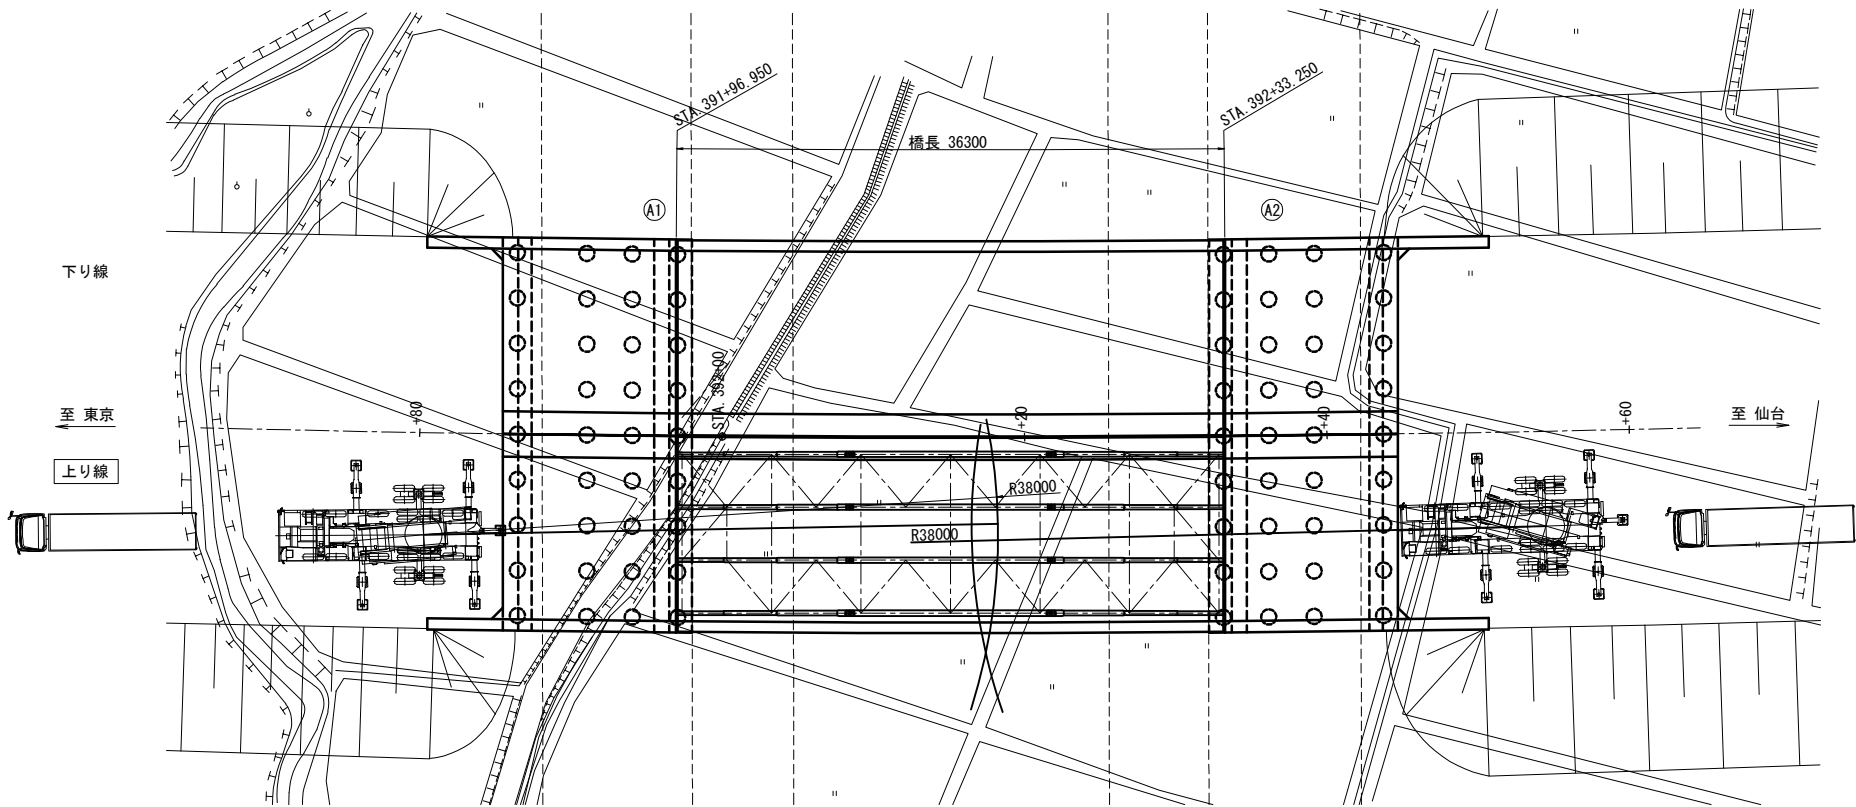 STA.391+96.950
STA.392+33.250
橋長 36300
A1
A2
下り線
STA.392+00
+80
+20
+40
+60
至 東京
至 仙台
上り線
R38000
R38000